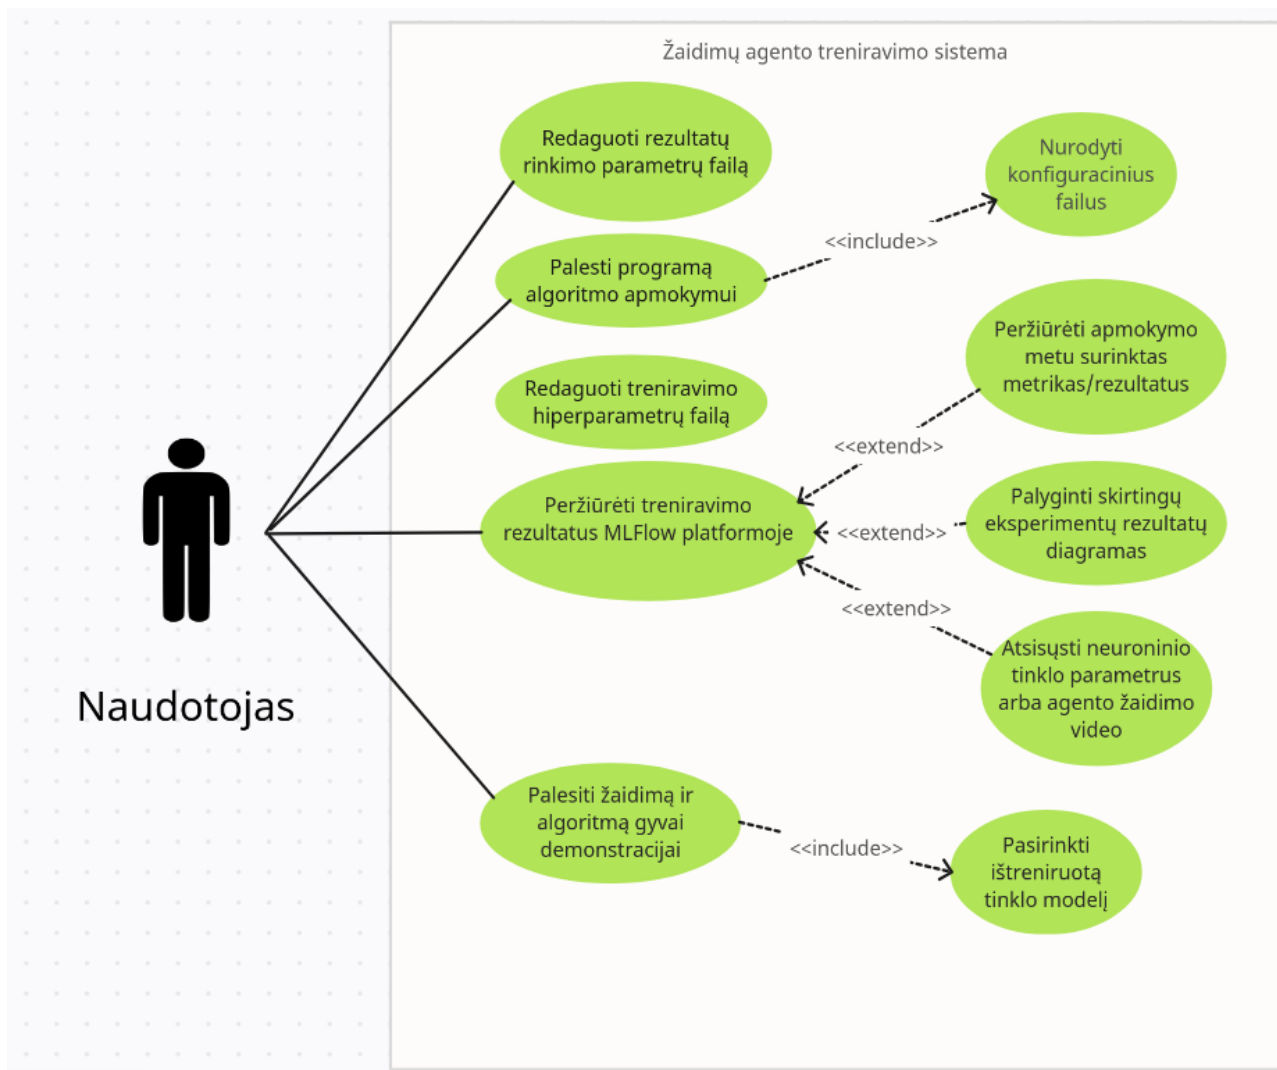 Žaidimų agento treniravimo sistema
Redaguoti rezultatų
rinkimo parametrų failą
Nurodyti
konfiguracinius
failus
<<include>>
Palesti programą
algoritmo apmokymui
Peržiūrėti apmokymo
metu surinktas
metrikas/rezultatus
Redaguoti treniravimo
hiperparametrų failą
<<extend>>
Peržiūrėti treniravimo
rezultatus MLFlow platformoje
<<extend>>
Palyginti skirtingų
eksperimentų rezultatų
diagramas
<<extend>>
Atsisųsti neuroninio
tinklo parametrus
arba agento žaidimo
video
Naudotojas
Palesiti žaidimą ir
algoritmą gyvai
demonstracijai
<<include>>
Pasirinkti
ištreniruotą
tinklo modelį